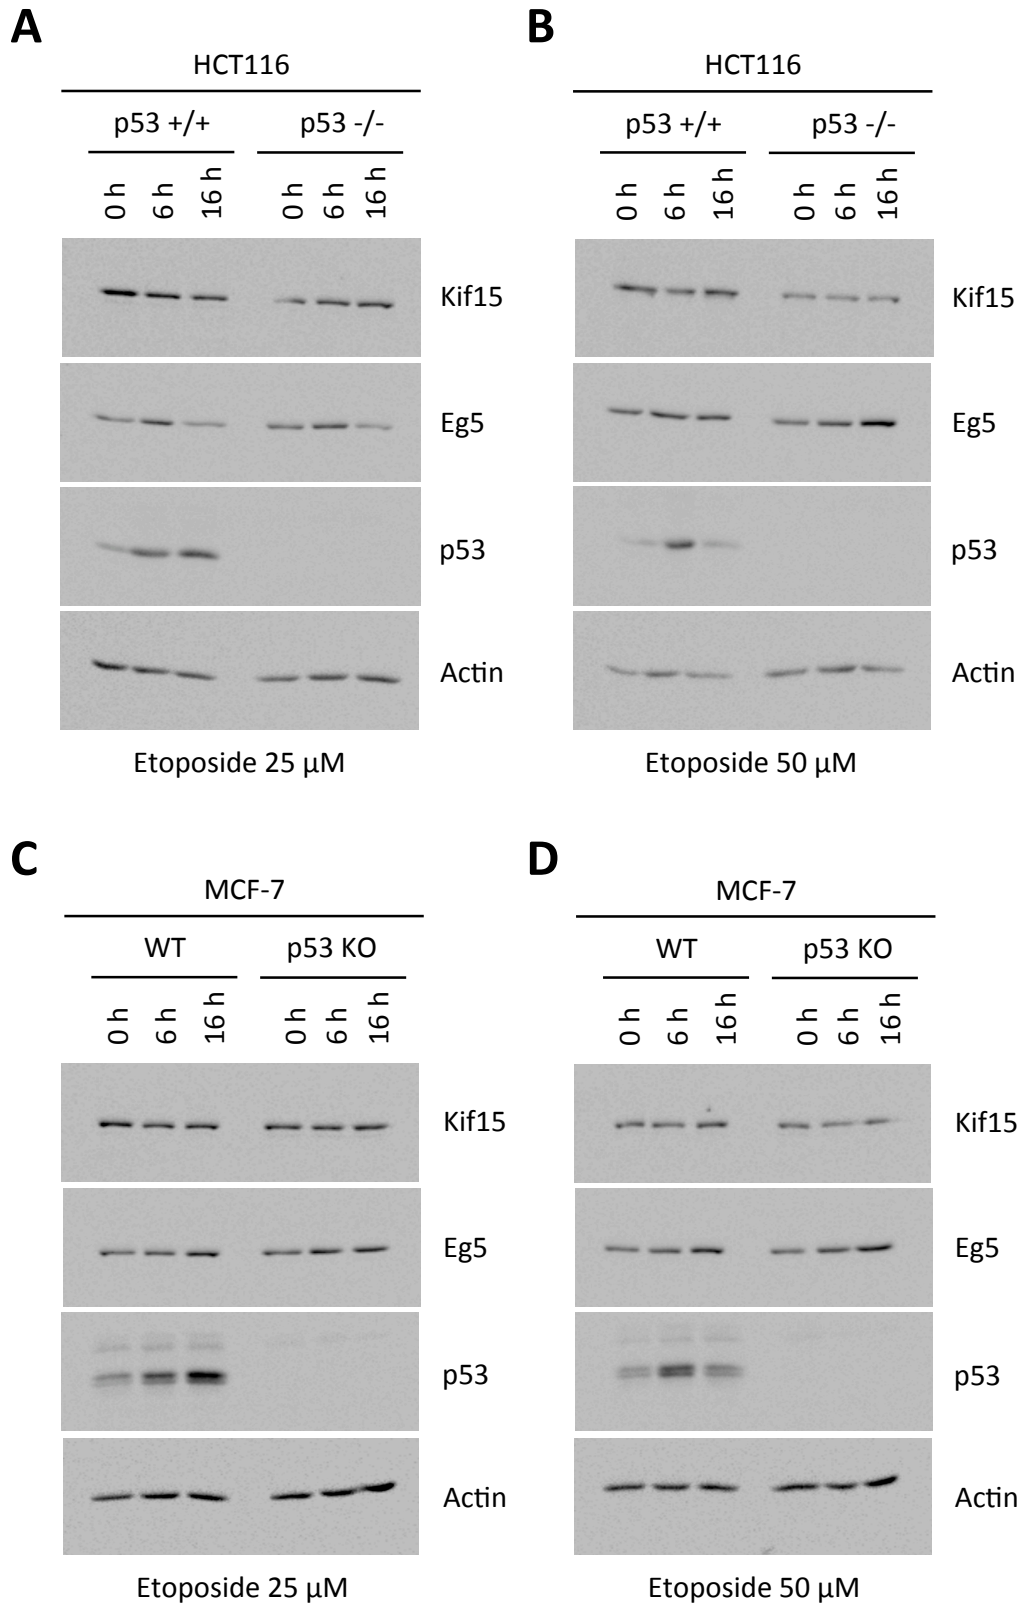 A
HCT116
p53 +/+ p53 -/-
0 h 6 h 16 h 0 h 6 h 16 h
Kif15
Eg5
p53
Actin
Etoposide 25 μM
B
HCT116
p53 +/+ p53 -/-
0 h 6 h 16 h 0 h 6 h 16 h
Kif15
Eg5
p53
Actin
Etoposide 50 μM
C
MCF-7
WT p53 KO
0 h 6 h 16 h 0 h 6 h 16 h
Kif15
Eg5
p53
Actin
Etoposide 25 μM
D
MCF-7
WT p53 KO
0 h 6 h 16 h 0 h 6 h 16 h
Kif15
Eg5
p53
Actin
Etoposide 50 μM